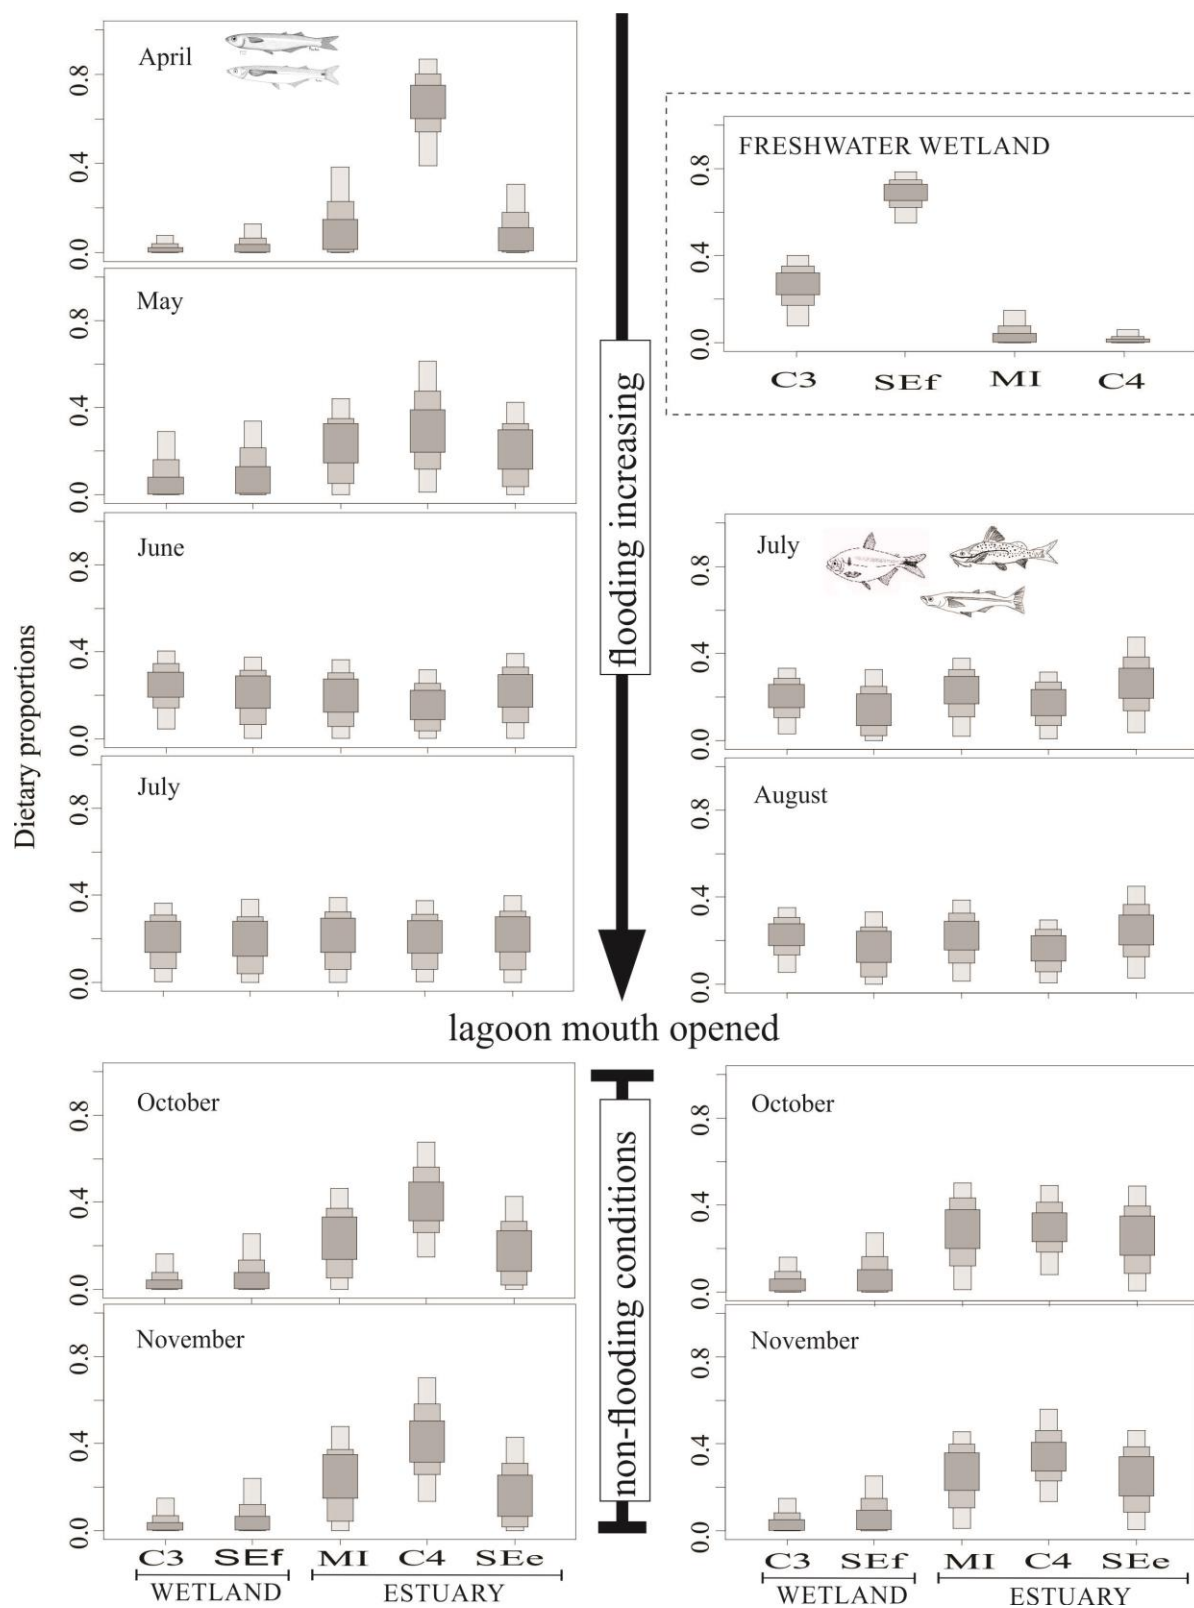 Dietary proportions
April
0.8
0.4
0.0
May
0.8
0.4
0.0
June
0.8
0.4
0.0
July
0.8
0.4
0.0
flooding increasing
FRESHWATER WETLAND
0.8
0.4
0.0
C3 SEf MI C4
July
0.8
0.4
0.0
August
0.8
0.4
0.0
lagoon mouth opened
October
0.8
0.4
0.0
November
0.8
0.4
0.0
C3 SEf MI C4 SEe
WETLAND ESTUARY
non-flooding conditions
October
0.8
0.4
0.0
November
0.8
0.4
0.0
C3 SEf MI C4 SEe
WETLAND ESTUARY